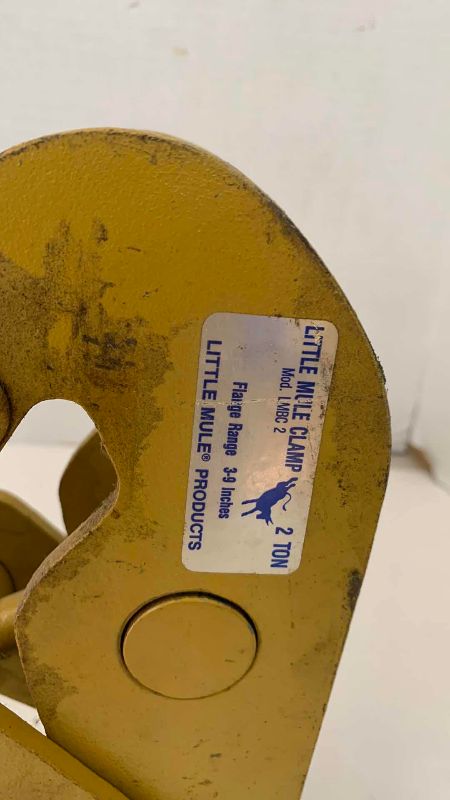 LITTLE MULE CLAMP
Mod. LMBC 2
2 TON
Flange Range 3-9 Inches
LITTLE MULE® PRODUCTS